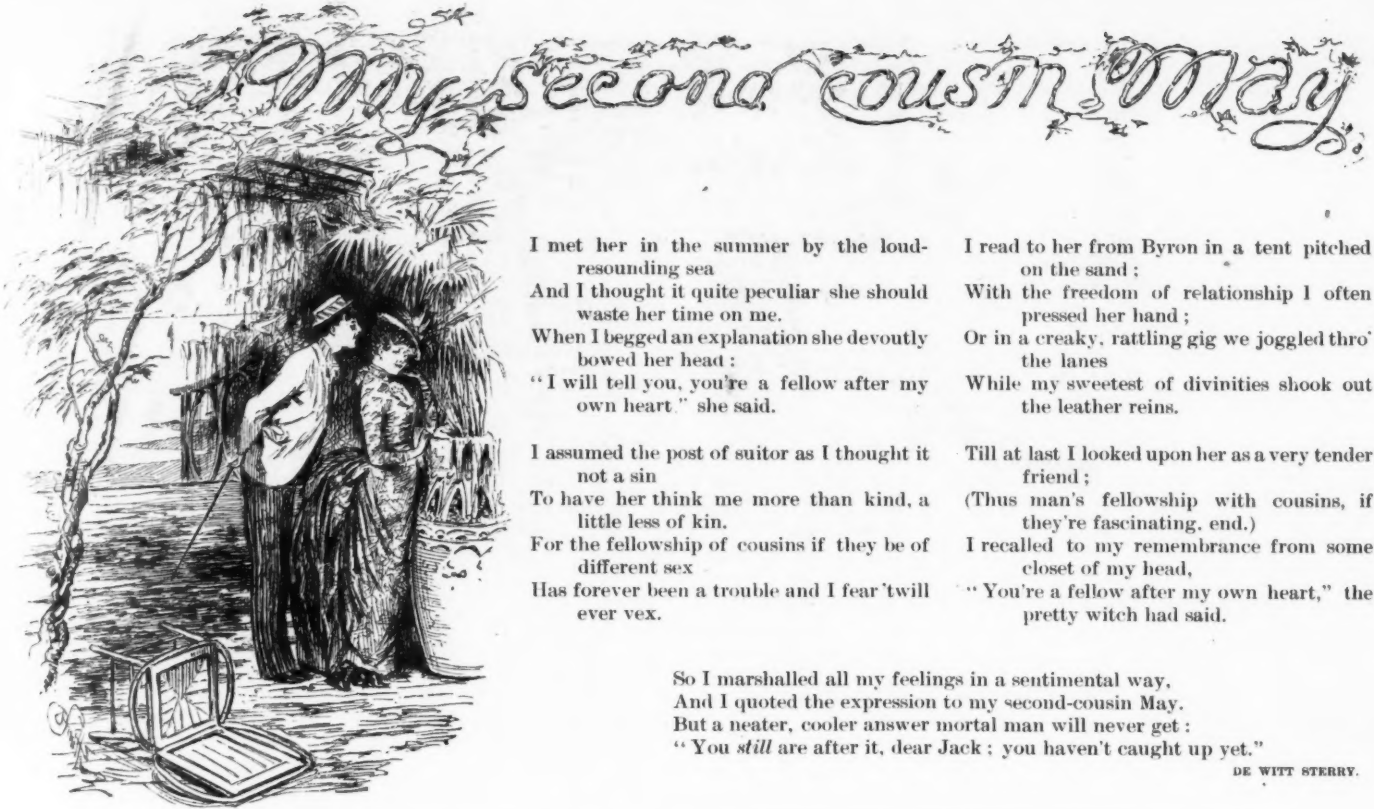 My second cousin May.
I met her in the summer by the loud-
resounding sea
And I thought it quite peculiar she should
waste her time on me.
When I begged an explanation she devoutly
bowed her head :
“I will tell you, you're a fellow after my
own heart” she said.
I assumed the post of suitor as I thought it
not a sin
To have her think me more than kind, a
little less of kin.
For the fellowship of cousins if they be of
different sex
Has forever been a trouble and I fear 'twill
ever vex.
I read to her from Byron in a tent pitched
on the sand ;
With the freedom of relationship I often
pressed her hand ;
Or in a creaky, rattling gig we joggled thro'
the lanes
While my sweetest of divinities shook out
the leather reins.
Till at last I looked upon her as a very tender
friend ;
(Thus man's fellowship with cousins, if
they're fascinating, end.)
I recalled to my remembrance from some
closet of my head,
“You're a fellow after my own heart,” the
pretty witch had said.
So I marshalled all my feelings in a sentimental way,
And I quoted the expression to my second-cousin May.
But a neater, cooler answer mortal man will never get :
“You still are after it, dear Jack ; you haven't caught up yet.”
DE WITT STERRY.